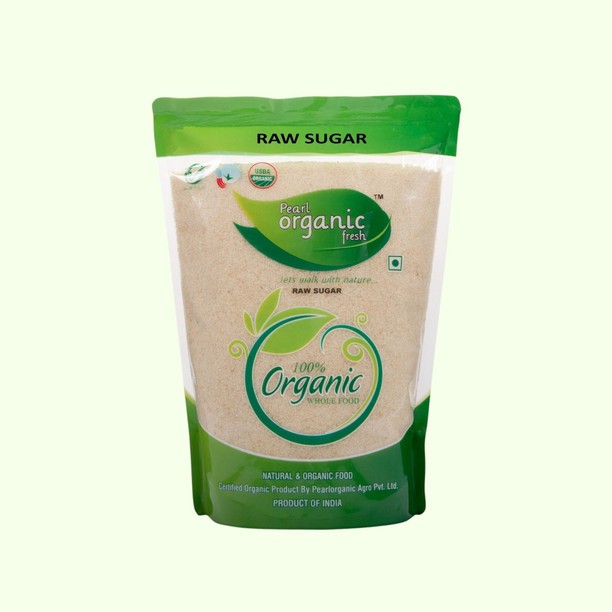 RAW SUGAR
USDA
ORGANIC
Pearl
organic
fresh
TM
let's walk with nature...
RAW SUGAR
100%
Organic
WHOLE FOOD
NATURAL & ORGANIC FOOD
Certified Organic Product By Pearlorganic Agro Pvt. Ltd.
PRODUCT OF INDIA